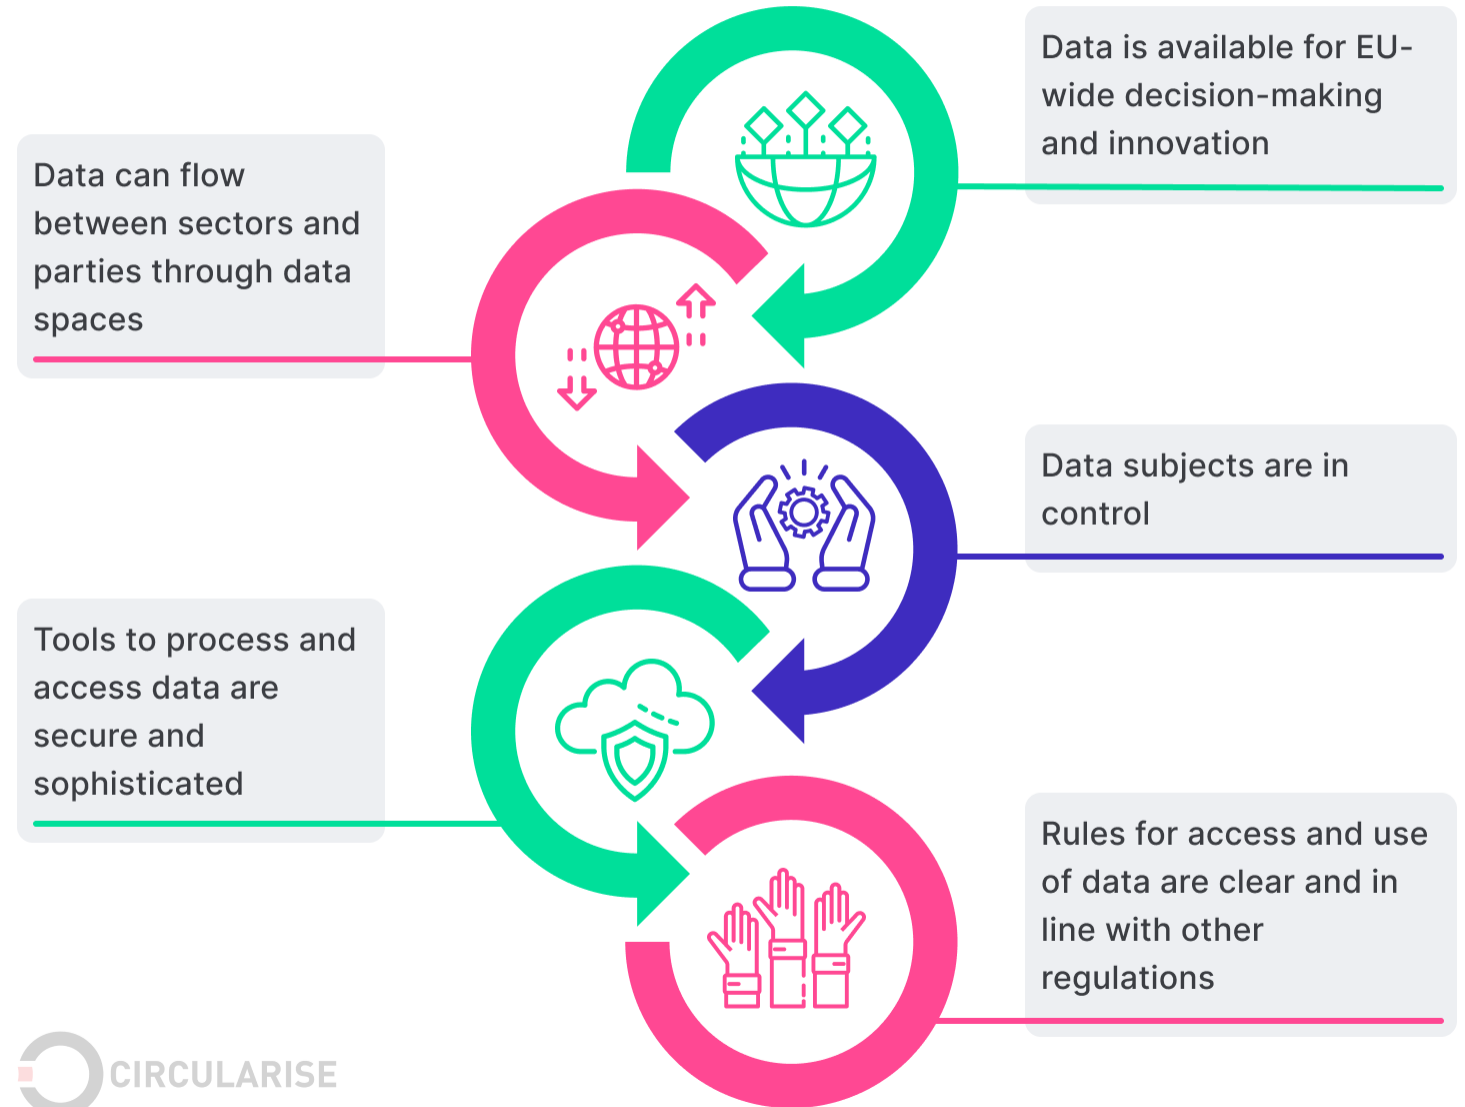 Data is available for EU-
wide decision-making
and innovation
Data can flow
between sectors and
parties through data
spaces
Data subjects are in
control
Tools to process and
access data are
secure and
sophisticated
Rules for access and use
of data are clear and in
line with other
regulations
CIRCULARISE